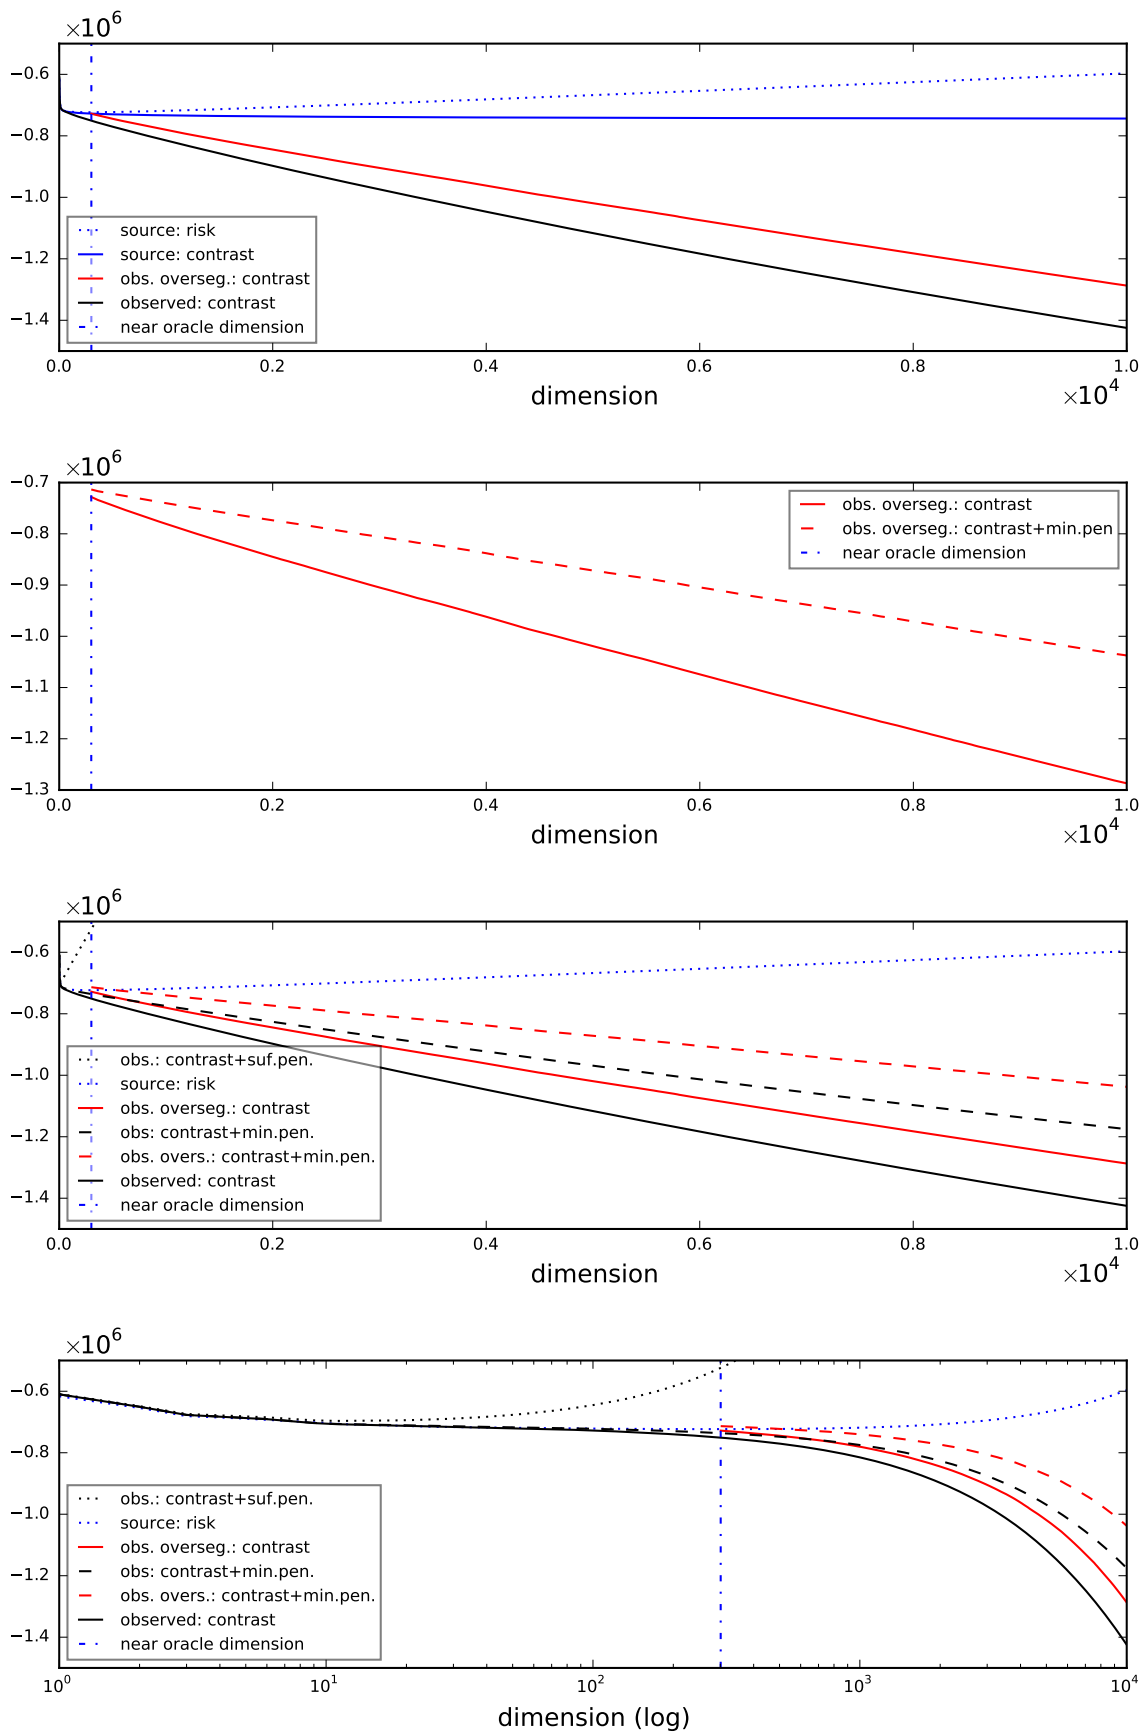 ×10^6
−0.6
−0.8
−1.0
−1.2
−1.4
source: risk
source: contrast
obs. overseg.: contrast
observed: contrast
near oracle dimension
0.0 0.2 0.4 0.6 0.8 1.0
dimension
×10^4
×10^6
−0.7
−0.8
−0.9
−1.0
−1.1
−1.2
−1.3
obs. overseg.: contrast
obs. overseg.: contrast+min.pen
near oracle dimension
0.0 0.2 0.4 0.6 0.8 1.0
dimension
×10^4
×10^6
−0.6
−0.8
−1.0
−1.2
−1.4
obs.: contrast+suf.pen.
source: risk
obs. overseg.: contrast
obs: contrast+min.pen.
obs. overs.: contrast+min.pen.
observed: contrast
near oracle dimension
0.0 0.2 0.4 0.6 0.8 1.0
dimension
×10^4
×10^6
−0.6
−0.8
−1.0
−1.2
−1.4
obs.: contrast+suf.pen.
source: risk
obs. overseg.: contrast
obs: contrast+min.pen.
obs. overs.: contrast+min.pen.
observed: contrast
near oracle dimension
10^0 10^1 10^2 10^3 10^4
dimension (log)